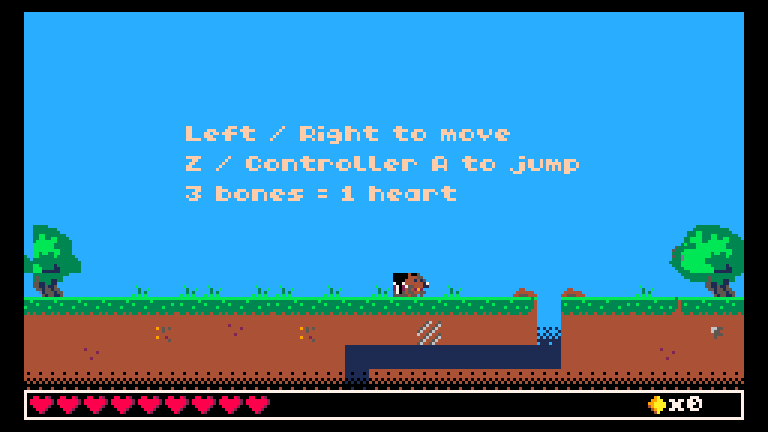 Left / Right to move
Z / Controller A to jump
3 bones = 1 heart
x0